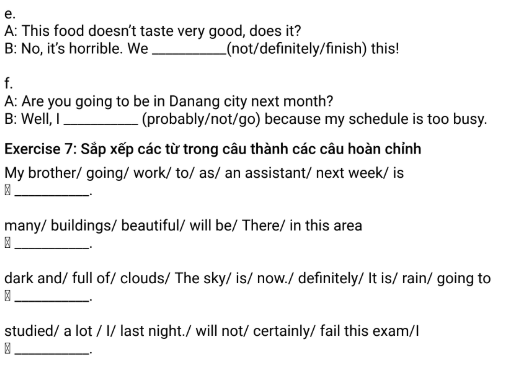 e.
A: This food doesn't taste very good, does it?
B: No, it's horrible. We __________(not/definitely/finish) this!
f.
A: Are you going to be in Danang city next month?
B: Well, I __________ (probably/not/go) because my schedule is too busy.
Exercise 7: Sắp xếp các từ trong câu thành các câu hoàn chỉnh
My brother/ going/ work/ to/ as/ an assistant/ next week/ is
__________.
many/ buildings/ beautiful/ will be/ There/ in this area
__________.
dark and/ full of/ clouds/ The sky/ is/ now./ definitely/ It is/ rain/ going to
__________.
studied/ a lot / I/ last night./ will not/ certainly/ fail this exam/I
__________.